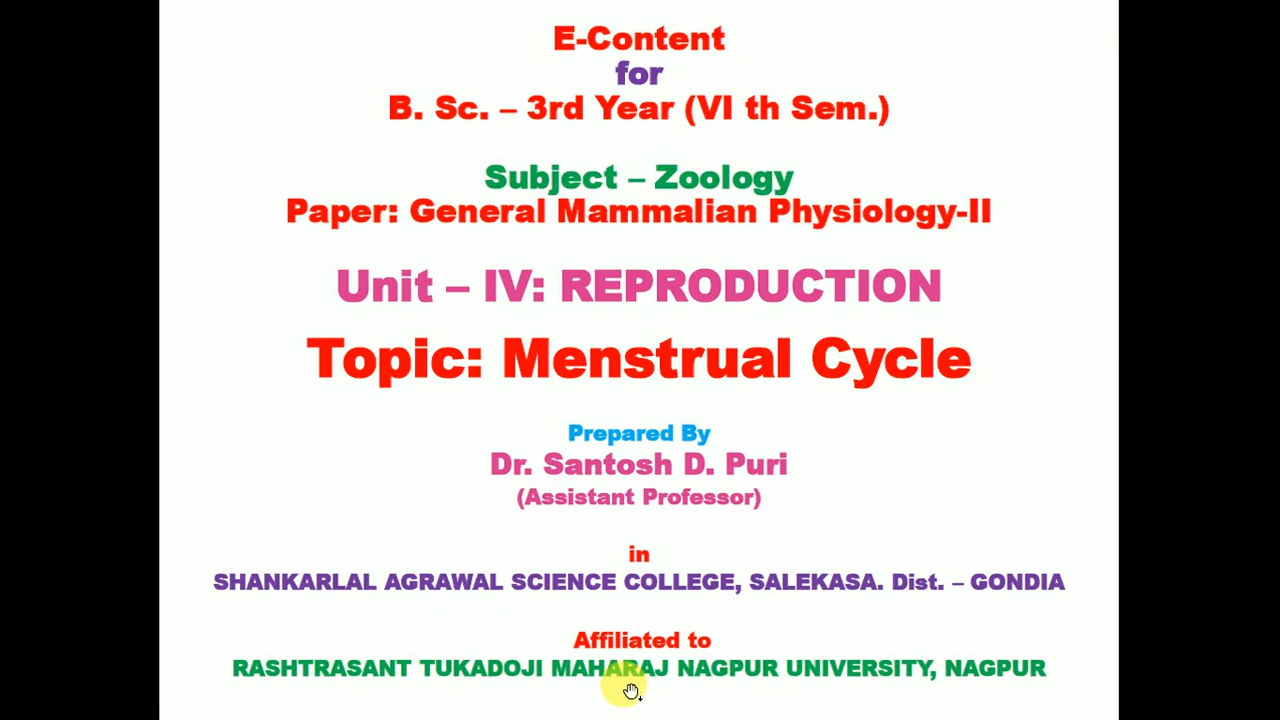 E-Content
for
B. Sc. – 3rd Year (VI th Sem.)
Subject – Zoology
Paper: General Mammalian Physiology-II
Unit – IV: REPRODUCTION
Topic: Menstrual Cycle
Prepared By
Dr. Santosh D. Puri
(Assistant Professor)
in
SHANKARLAL AGRAWAL SCIENCE COLLEGE, SALEKASA. Dist. – GONDIA
Affiliated to
RASHTRASANT TUKADOJI MAHARAJ NAGPUR UNIVERSITY, NAGPUR